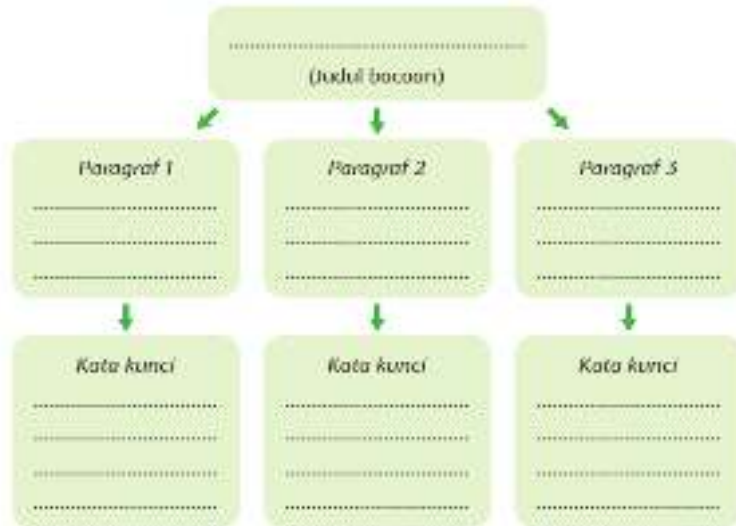 (Judul bacaan)
Paragraf 1
Paragraf 2
Paragraf 3
Kata kunci
Kata kunci
Kata kunci